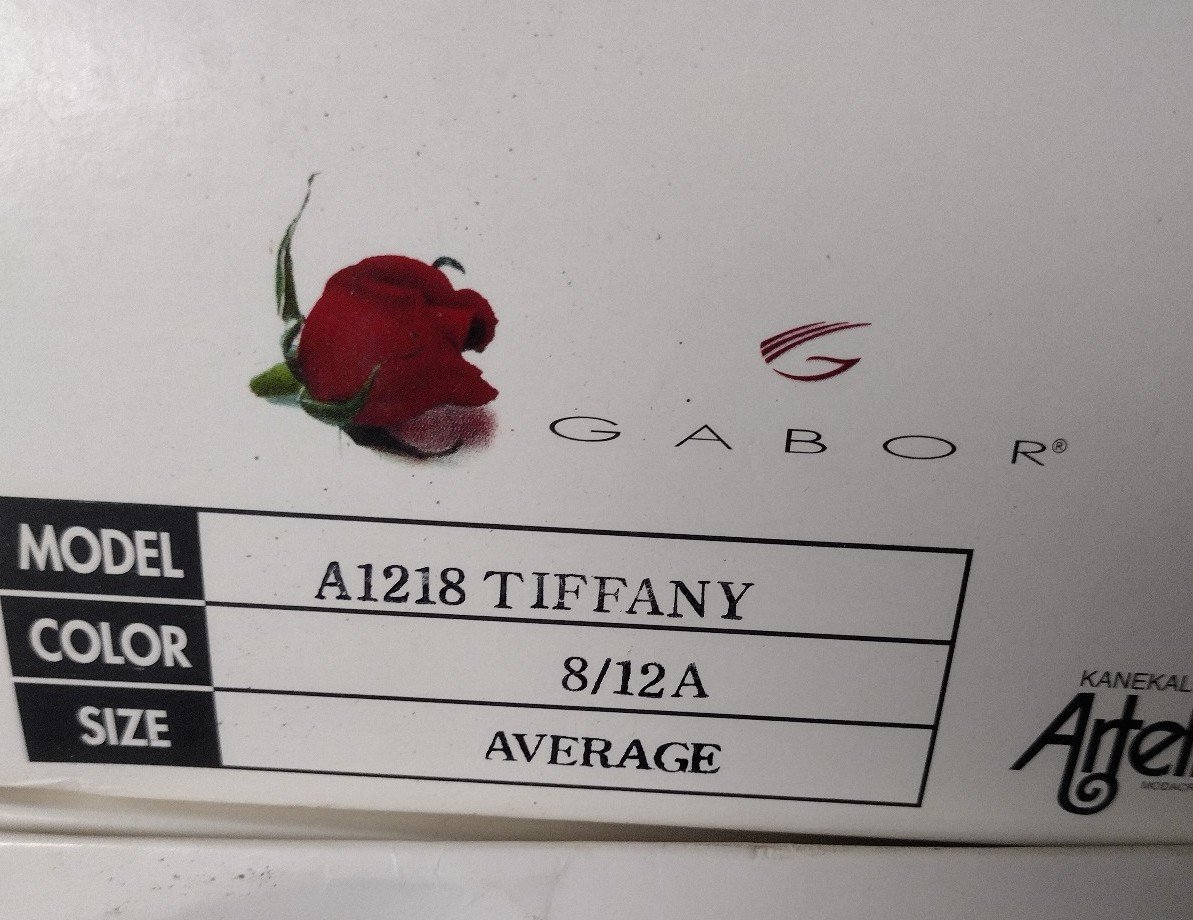 GABOR®
MODEL A1218 TIFFANY
COLOR 8/12A
SIZE AVERAGE
KANEKAL